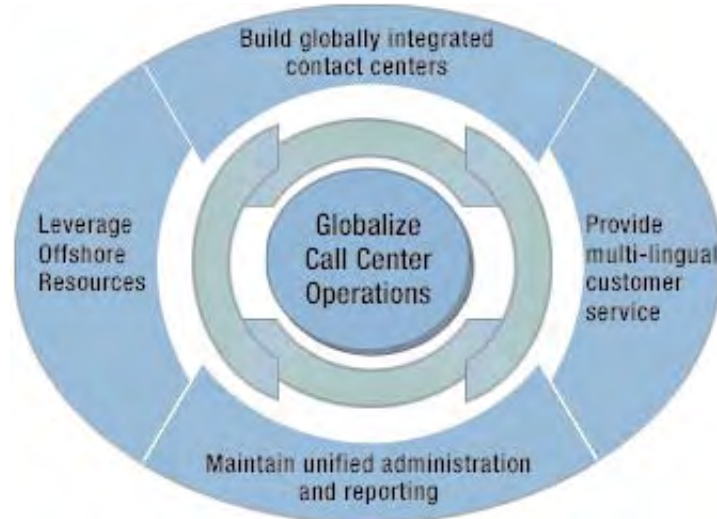 Build globally integrated
contact centers
Leverage
Offshore
Resources
Globalize
Call Center
Operations
Provide
multi-lingual
customer
service
Maintain unified administration
and reporting